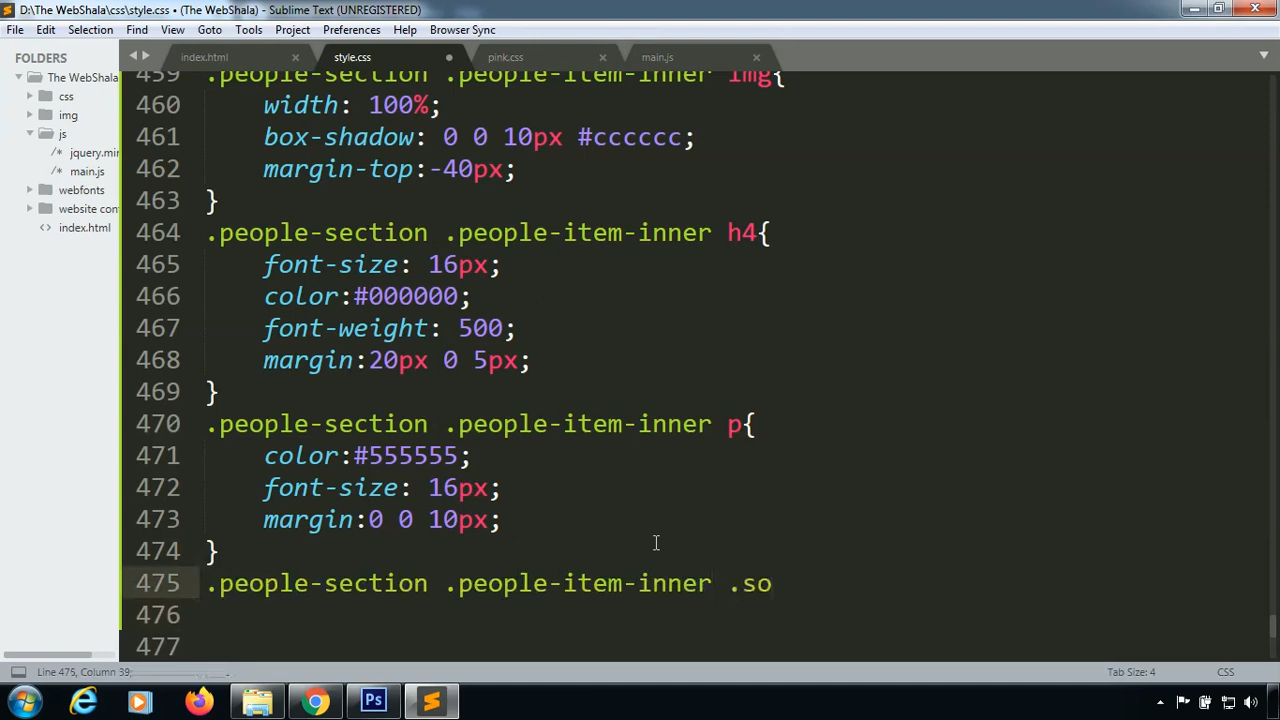 D:\The WebShala\css\style.css • (The WebShala) - Sublime Text (UNREGISTERED)
File Edit Selection Find View Goto Tools Project Preferences Help Browser Sync
FOLDERS
The WebShala
css
img
js
/* jquery.min
/* main.js
webfonts
website con
<> index.html
index.html style.css pink.css main.js
459 .people-section .people-item-inner img{
460 width: 100%;
461 box-shadow: 0 0 10px #cccccc;
462 margin-top:-40px;
463 }
464 .people-section .people-item-inner h4{
465 font-size: 16px;
466 color:#000000;
467 font-weight: 500;
468 margin:20px 0 5px;
469 }
470 .people-section .people-item-inner p{
471 color:#555555;
472 font-size: 16px;
473 margin:0 0 10px;
474 }
475 .people-section .people-item-inner .so
476
477
Line 475, Column 39; Tab Size: 4 CSS
Ps